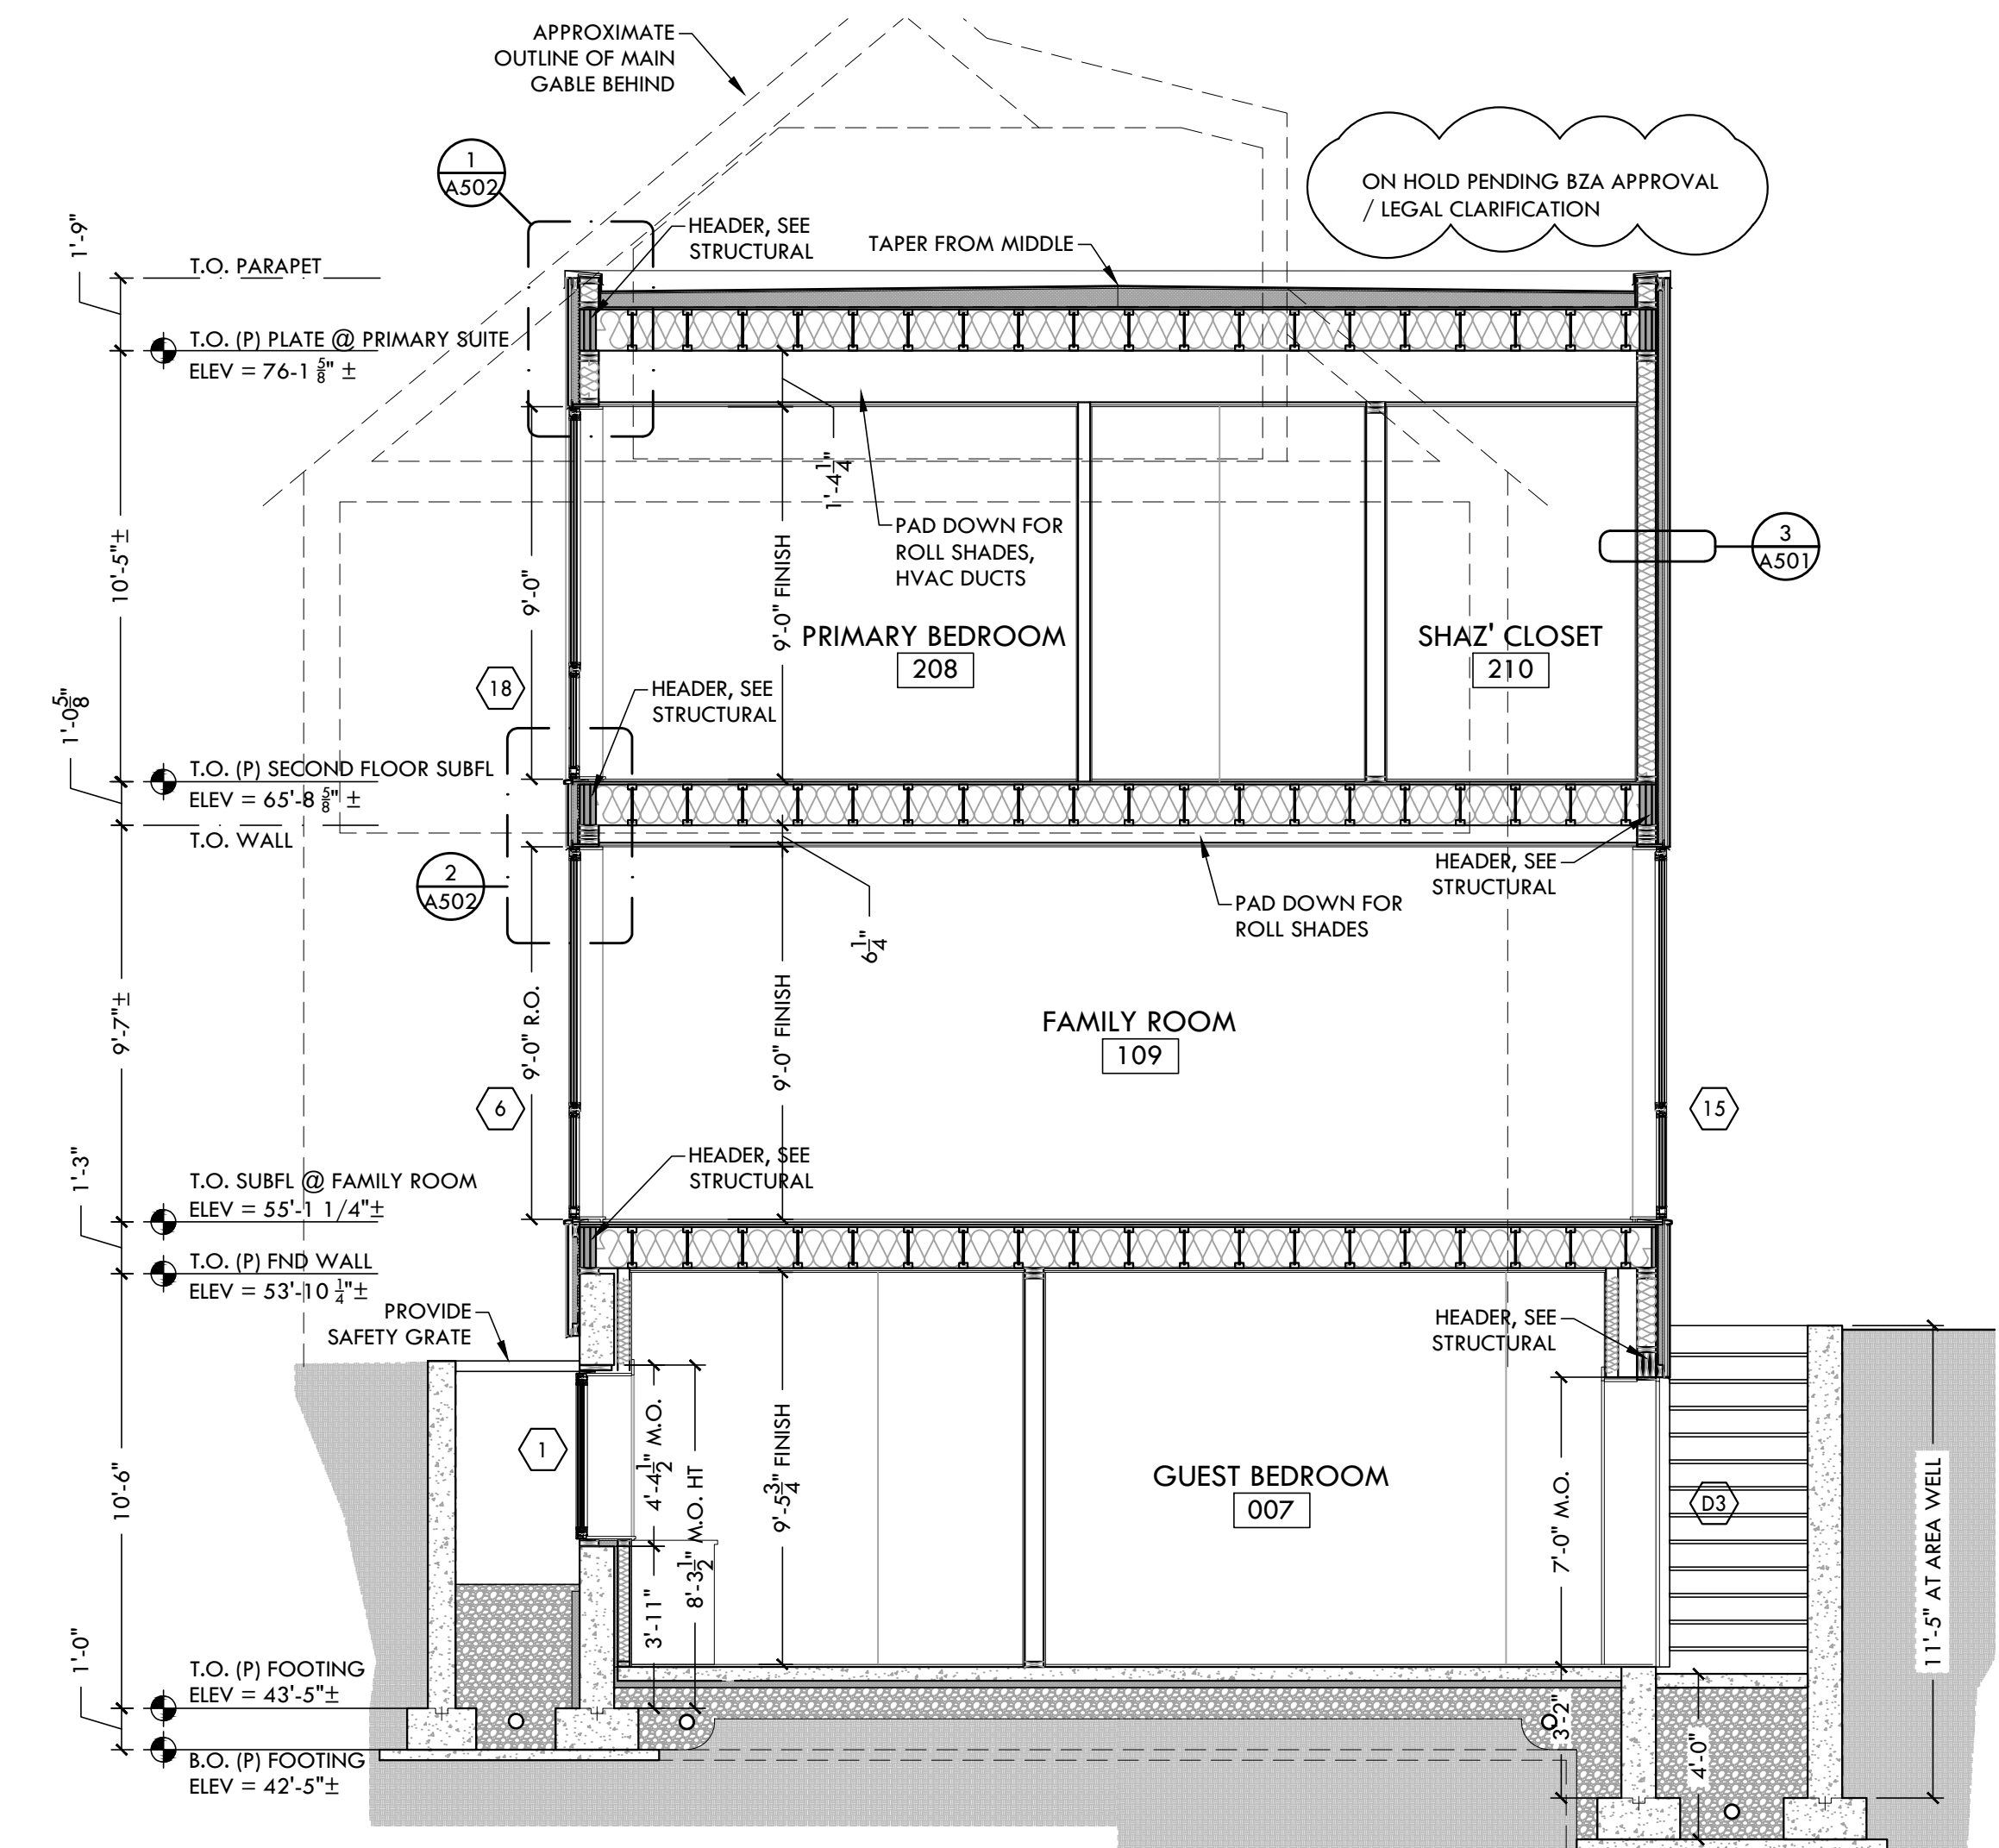 APPROXIMATE
OUTLINE OF MAIN
GABLE BEHIND
1
A502
ON HOLD PENDING BZA APPROVAL
/ LEGAL CLARIFICATION
HEADER, SEE
STRUCTURAL
TAPER FROM MIDDLE
1'-9"
T.O. PARAPET
T.O. (P) PLATE @ PRIMARY SUITE
ELEV = 76-1 5/8" ±
1'-4 1/4"
PAD DOWN FOR
ROLL SHADES,
HVAC DUCTS
3
A501
10'-5"±
9'-0"
9'-0" FINISH
PRIMARY BEDROOM
208
SHAZ' CLOSET
210
18
HEADER, SEE
STRUCTURAL
1'-0 5/8"
T.O. (P) SECOND FLOOR SUBFL
ELEV = 65'-8 5/8" ±
T.O. WALL
2
A502
HEADER, SEE
STRUCTURAL
PAD DOWN FOR
ROLL SHADES
6 1/4"
9'-7"±
9'-0" R.O.
9'-0" FINISH
FAMILY ROOM
109
6
15
HEADER, SEE
STRUCTURAL
1'-3"
T.O. SUBFL @ FAMILY ROOM
ELEV = 55'-1 1/4"±
T.O. (P) FND WALL
ELEV = 53'-10 1/4"±
PROVIDE
SAFETY GRATE
HEADER, SEE
STRUCTURAL
1
4'-4 1/2" M.O.
8'-3 1/2" M.O. HT
9'-5 3/4" FINISH
GUEST BEDROOM
007
7'-0" M.O.
D3
11'-5" AT AREA WELL
10'-6"
3'-11"
1'-0"
T.O. (P) FOOTING
ELEV = 43'-5"±
B.O. (P) FOOTING
ELEV = 42'-5"±
3'-2"
4'-0"